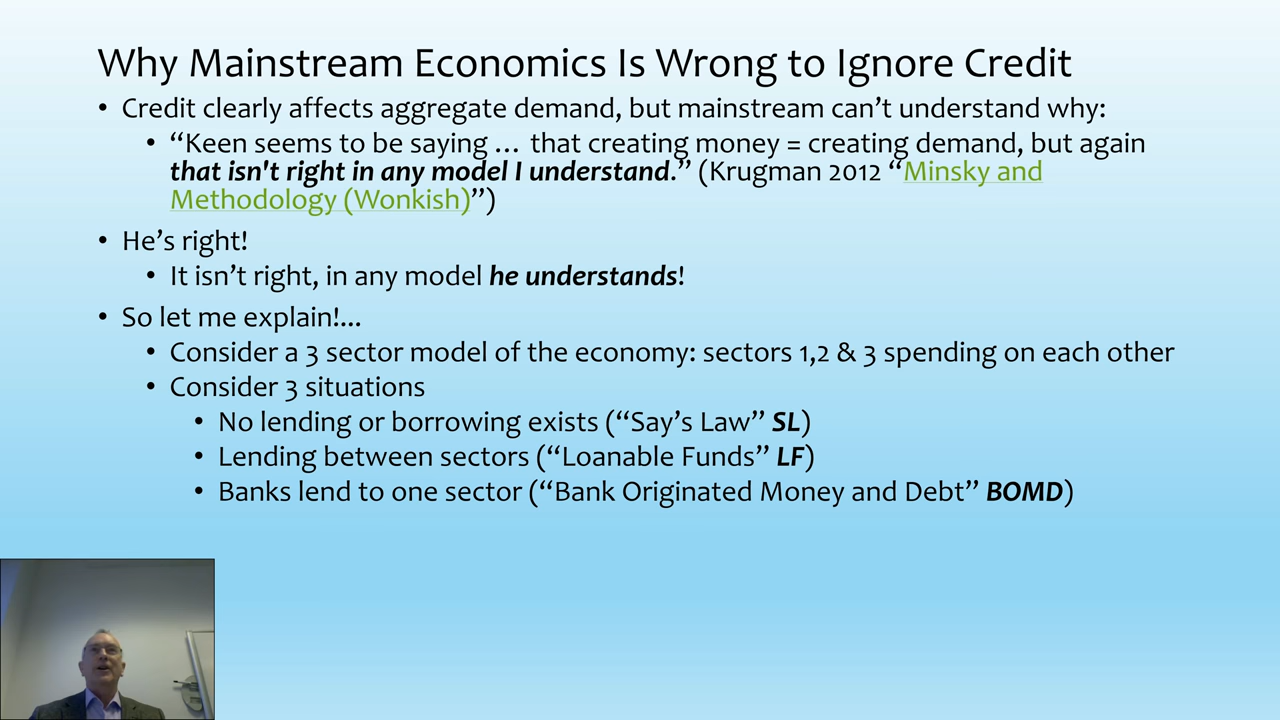 Why Mainstream Economics Is Wrong to Ignore Credit
• Credit clearly affects aggregate demand, but mainstream can’t understand why:
• “Keen seems to be saying … that creating money = creating demand, but again
that isn't right in any model I understand.” (Krugman 2012 “Minsky and
Methodology (Wonkish)”)
• He’s right!
• It isn’t right, in any model he understands!
• So let me explain!...
• Consider a 3 sector model of the economy: sectors 1,2 & 3 spending on each other
• Consider 3 situations
• No lending or borrowing exists (“Say’s Law” SL)
• Lending between sectors (“Loanable Funds” LF)
• Banks lend to one sector (“Bank Originated Money and Debt” BOMD)